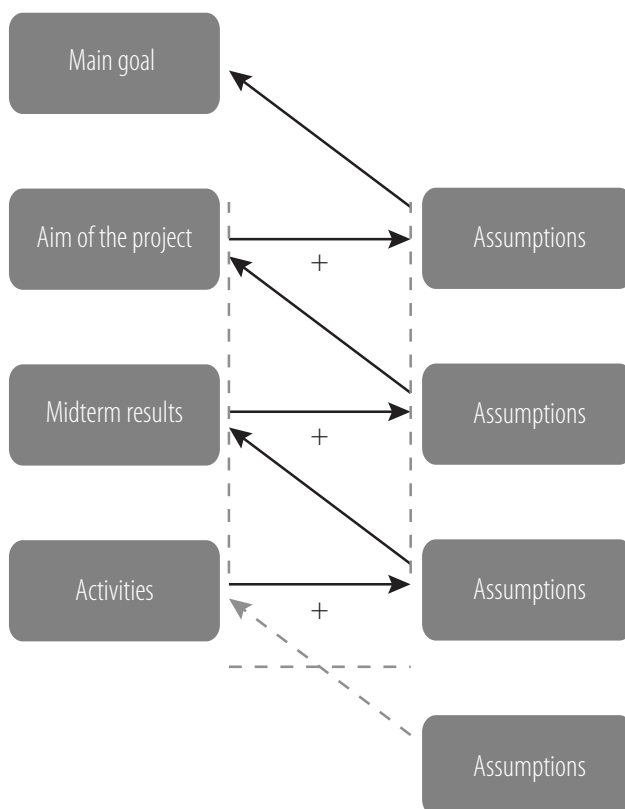 Main goal
Aim of the project
Assumptions
+
Midterm results
Assumptions
+
Activities
Assumptions
+
Assumptions